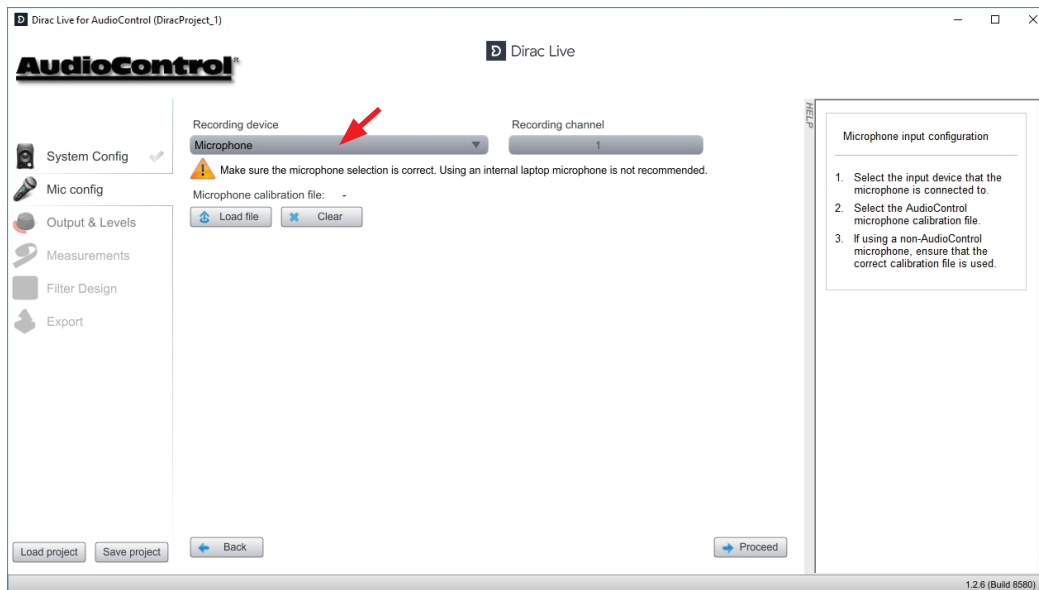 Dirac Live for AudioControl (DiracProject_1)
AudioControl®
Dirac Live
System Config
Mic config
Output & Levels
Measurements
Filter Design
Export
Load project
Save project
Recording device
Recording channel
Microphone
1
Make sure the microphone selection is correct. Using an internal laptop microphone is not recommended.
Microphone calibration file: -
Load file
Clear
Back
Proceed
HELP
Microphone input configuration
1. Select the input device that the
microphone is connected to.
2. Select the AudioControl
microphone calibration file.
3. If using a non-AudioControl
microphone, ensure that the
correct calibration file is used.
1.2.6 (Build 8580)